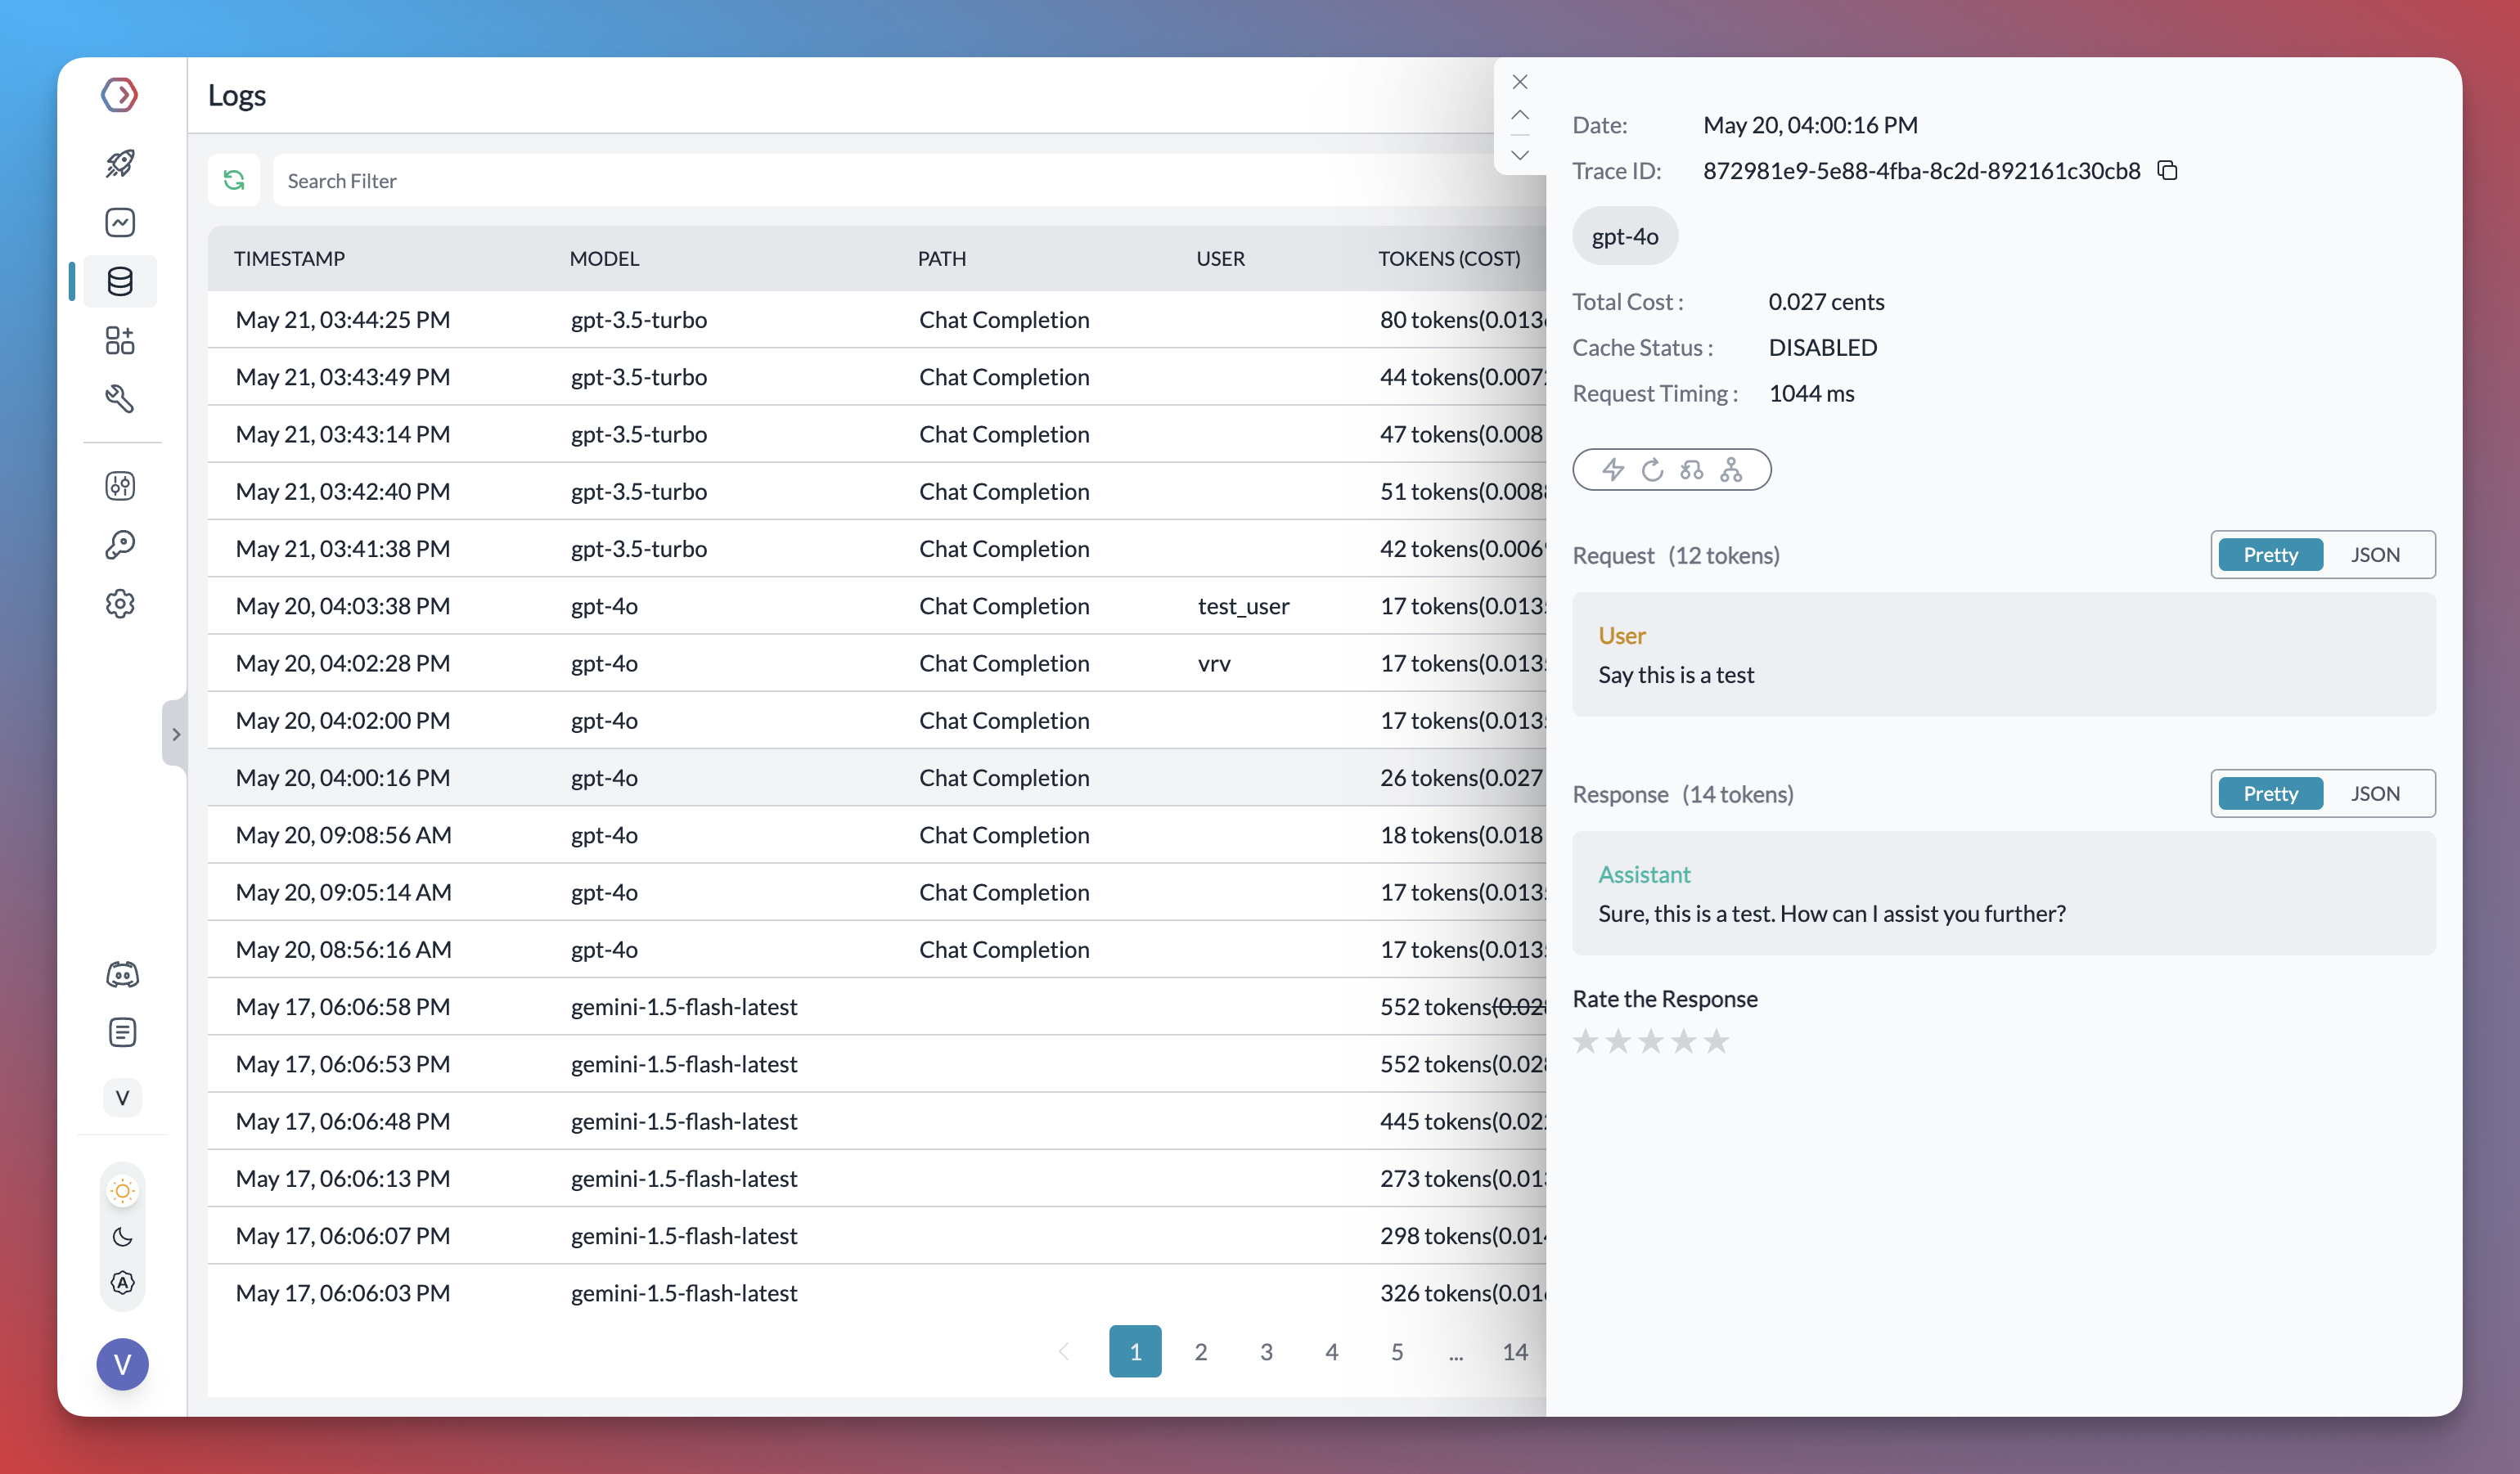 Logs
Search Filter
TIMESTAMP MODEL PATH USER TOKENS (COST)
May 21, 03:44:25 PM gpt-3.5-turbo Chat Completion 80 tokens(0.013
May 21, 03:43:49 PM gpt-3.5-turbo Chat Completion 44 tokens(0.007
May 21, 03:43:14 PM gpt-3.5-turbo Chat Completion 47 tokens(0.008
May 21, 03:42:40 PM gpt-3.5-turbo Chat Completion 51 tokens(0.008
May 21, 03:41:38 PM gpt-3.5-turbo Chat Completion 42 tokens(0.006
May 20, 04:03:38 PM gpt-4o Chat Completion test_user 17 tokens(0.013
May 20, 04:02:28 PM gpt-4o Chat Completion vrv 17 tokens(0.013
May 20, 04:02:00 PM gpt-4o Chat Completion 17 tokens(0.013
May 20, 04:00:16 PM gpt-4o Chat Completion 26 tokens(0.027
May 20, 09:08:56 AM gpt-4o Chat Completion 18 tokens(0.018
May 20, 09:05:14 AM gpt-4o Chat Completion 17 tokens(0.013
May 20, 08:56:16 AM gpt-4o Chat Completion 17 tokens(0.013
May 17, 06:06:58 PM gemini-1.5-flash-latest 552 tokens(0.02
May 17, 06:06:53 PM gemini-1.5-flash-latest 552 tokens(0.02
May 17, 06:06:48 PM gemini-1.5-flash-latest 445 tokens(0.02
May 17, 06:06:13 PM gemini-1.5-flash-latest 273 tokens(0.01
May 17, 06:06:07 PM gemini-1.5-flash-latest 298 tokens(0.01
May 17, 06:06:03 PM gemini-1.5-flash-latest 326 tokens(0.01
1 2 3 4 5 ... 14
V
A
V
Date: May 20, 04:00:16 PM
Trace ID: 872981e9-5e88-4fba-8c2d-892161c30cb8
gpt-4o
Total Cost : 0.027 cents
Cache Status : DISABLED
Request Timing : 1044 ms
Request (12 tokens) Pretty JSON
User
Say this is a test
Response (14 tokens) Pretty JSON
Assistant
Sure, this is a test. How can I assist you further?
Rate the Response